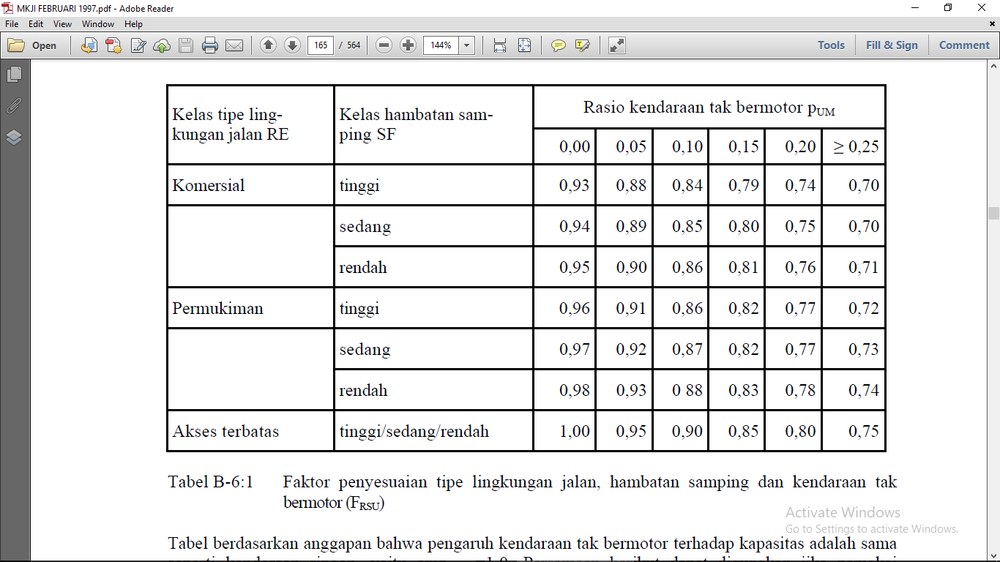 MKJI FEBRUARI 1997.pdf - Adobe Reader
File Edit View Window Help
Open 165 / 564 144% Tools Fill & Sign Comment
Kelas tipe ling-
kungan jalan RE
Kelas hambatan sam-
ping SF
Rasio kendaraan tak bermotor pUM
0,00 0,05 0,10 0,15 0,20 ≥ 0,25
Komersial tinggi 0,93 0,88 0,84 0,79 0,74 0,70
sedang 0,94 0,89 0,85 0,80 0,75 0,70
rendah 0,95 0,90 0,86 0,81 0,76 0,71
Permukiman tinggi 0,96 0,91 0,86 0,82 0,77 0,72
sedang 0,97 0,92 0,87 0,82 0,77 0,73
rendah 0,98 0,93 0 88 0,83 0,78 0,74
Akses terbatas tinggi/sedang/rendah 1,00 0,95 0,90 0,85 0,80 0,75
Tabel B-6:1 Faktor penyesuaian tipe lingkungan jalan, hambatan samping dan kendaraan tak
bermotor (FRSU)
Activate Windows
Go to Settings to activate Windows.
Tabel berdasarkan anggapan bahwa pengaruh kendaraan tak bermotor terhadap kapasitas adalah sama